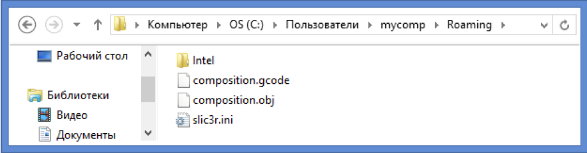 Компьютер ▸ OS (C:) ▸ Пользователи ▸ mycomp ▸ Roaming ▸
Рабочий стол
Библиотеки
Видео
Документы
Intel
composition.gcode
composition.obj
slic3r.ini